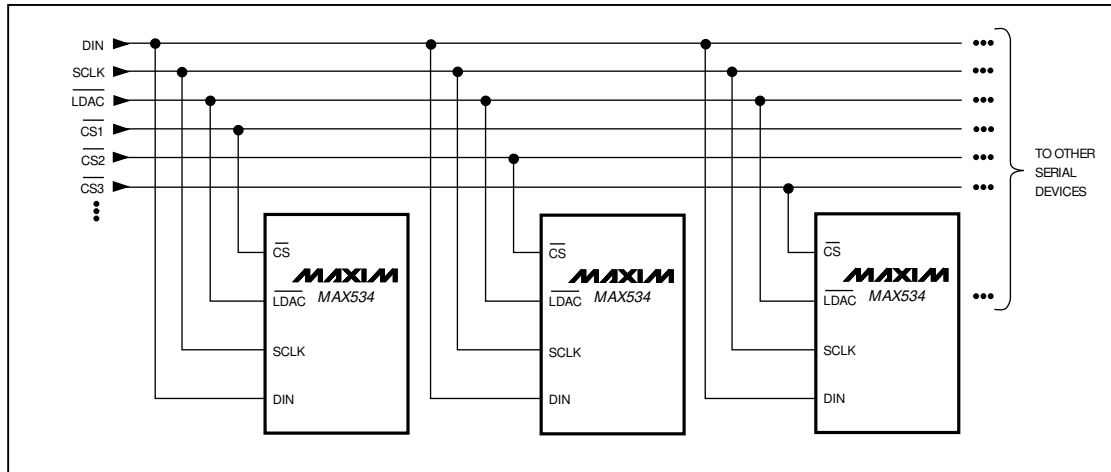 DIN
SCLK
LDAC
CS1
CS2
CS3
TO OTHER
SERIAL
DEVICES
CS
MAXIM
MAX534
LDAC
SCLK
DIN
CS
MAXIM
MAX534
LDAC
SCLK
DIN
CS
MAXIM
MAX534
LDAC
SCLK
DIN